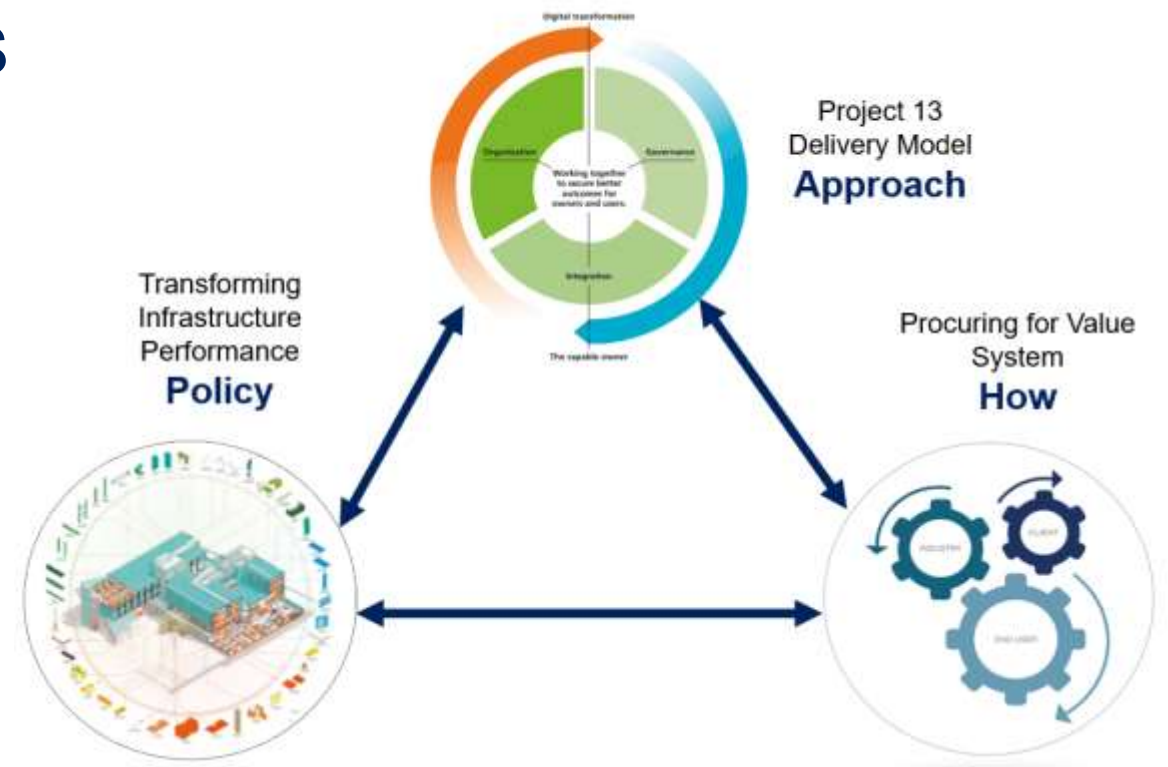 s
Digital transformation
Project 13
Delivery Model
Approach
Organisation
Governance
Working together
to secure better
outcomes for
owners and users.
Integration
The capable owner
Transforming
Infrastructure
Performance
Policy
Procuring for Value
System
How
INDUSTRY
CLIENT
END USER